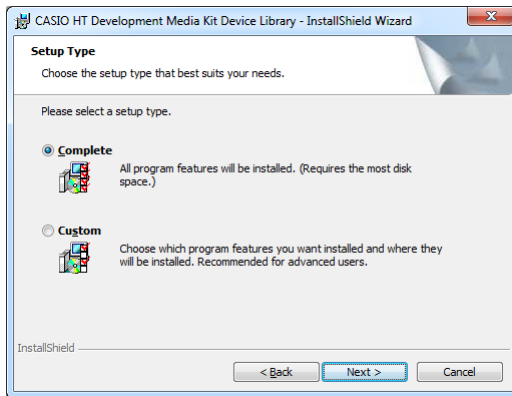 CASIO HT Development Media Kit Device Library - InstallShield Wizard
Setup Type
Choose the setup type that best suits your needs.
Please select a setup type.
Complete
All program features will be installed. (Requires the most disk
space.)
Custom
Choose which program features you want installed and where they
will be installed. Recommended for advanced users.
InstallShield
< Back Next > Cancel